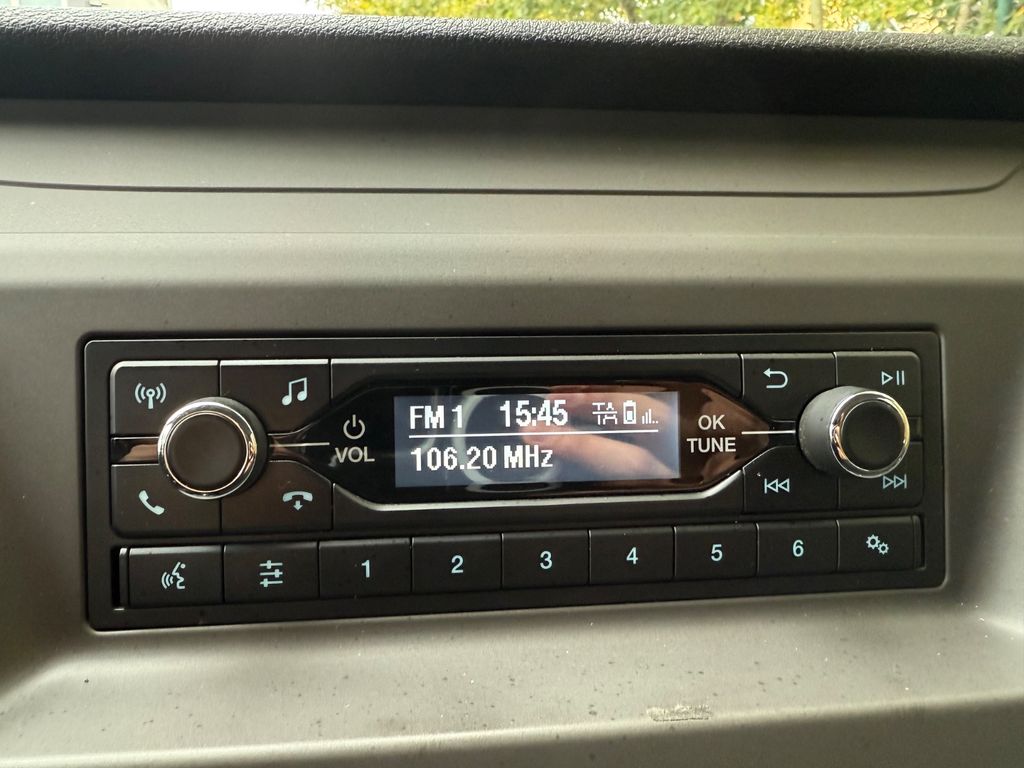 FM 1 15:45 TA
106.20 MHz
VOL
OK
TUNE
1 2 3 4 5 6